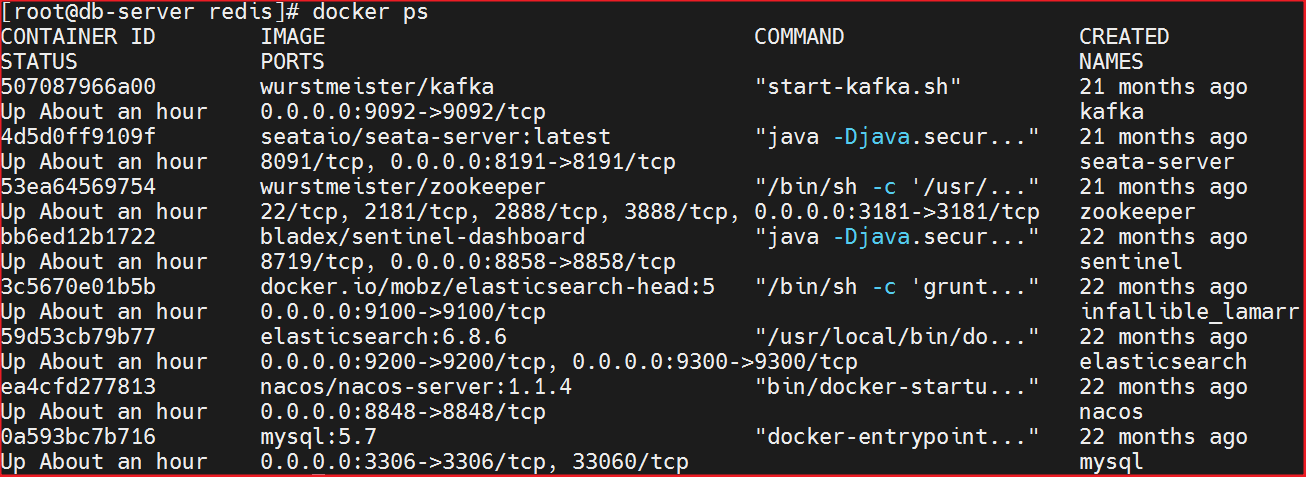 [root@db-server redis]# docker ps
CONTAINER ID        IMAGE                                 COMMAND                  CREATED
STATUS              PORTS                                                          NAMES
507087966a00        wurstmeister/kafka                    "start-kafka.sh"         21 months ago
Up About an hour    0.0.0.0:9092->9092/tcp                                         kafka
4d5d0ff9109f        seataio/seata-server:latest           "java -Djava.secur..."   21 months ago
Up About an hour    8091/tcp, 0.0.0.0:8191->8191/tcp                               seata-server
53ea64569754        wurstmeister/zookeeper                "/bin/sh -c '/usr/..."   21 months ago
Up About an hour    22/tcp, 2181/tcp, 2888/tcp, 3888/tcp, 0.0.0.0:3181->3181/tcp   zookeeper
bb6ed12b1722        bladex/sentinel-dashboard             "java -Djava.secur..."   22 months ago
Up About an hour    8719/tcp, 0.0.0.0:8858->8858/tcp                               sentinel
3c5670e01b5b        docker.io/mobz/elasticsearch-head:5   "/bin/sh -c 'grunt..."   22 months ago
Up About an hour    0.0.0.0:9100->9100/tcp                                         infallible_lamarr
59d53cb79b77        elasticsearch:6.8.6                   "/usr/local/bin/do..."   22 months ago
Up About an hour    0.0.0.0:9200->9200/tcp, 0.0.0.0:9300->9300/tcp                 elasticsearch
ea4cfd277813        nacos/nacos-server:1.1.4              "bin/docker-startu..."   22 months ago
Up About an hour    0.0.0.0:8848->8848/tcp                                         nacos
0a593bc7b716        mysql:5.7                             "docker-entrypoint..."   22 months ago
Up About an hour    0.0.0.0:3306->3306/tcp, 33060/tcp                              mysql